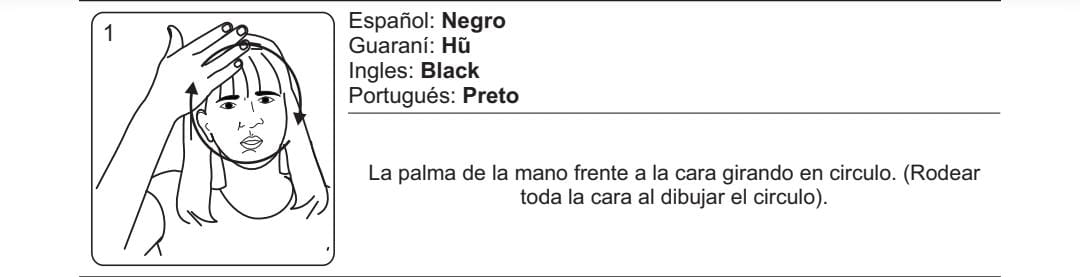 1
Español: Negro
Guaraní: Hũ
Ingles: Black
Portugués: Preto
La palma de la mano frente a la cara girando en circulo. (Rodear
toda la cara al dibujar el circulo).